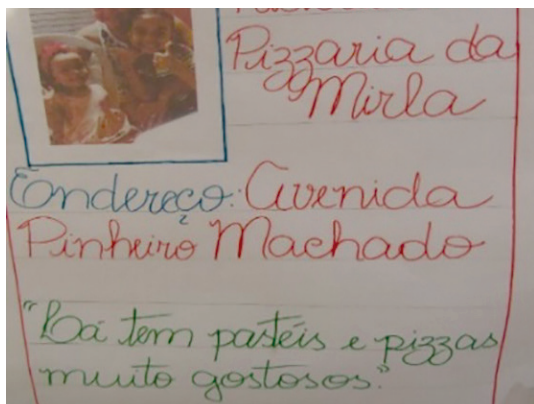 Pizzaria da
Mirla
Endereço: Avenida
Pinheiro Machado
"Lá tem pastéis e pizzas
muito gostosos."